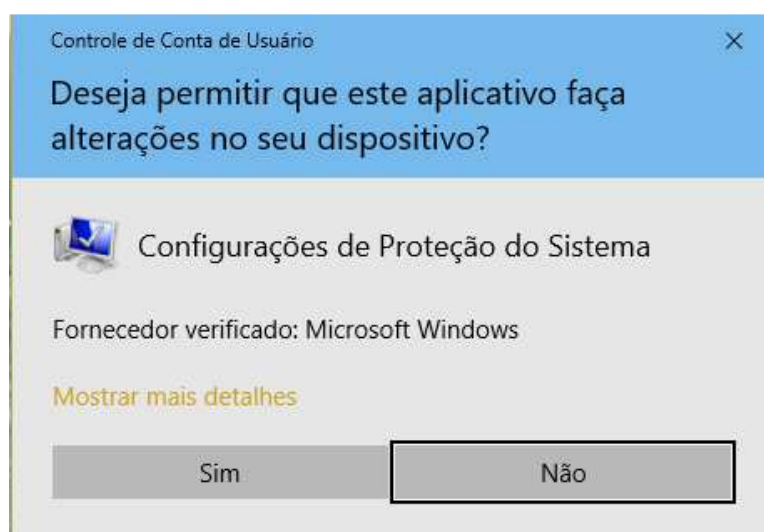 Controle de Conta de Usuário
Deseja permitir que este aplicativo faça
alterações no seu dispositivo?
Configurações de Proteção do Sistema
Fornecedor verificado: Microsoft Windows
Mostrar mais detalhes
Sim
Não